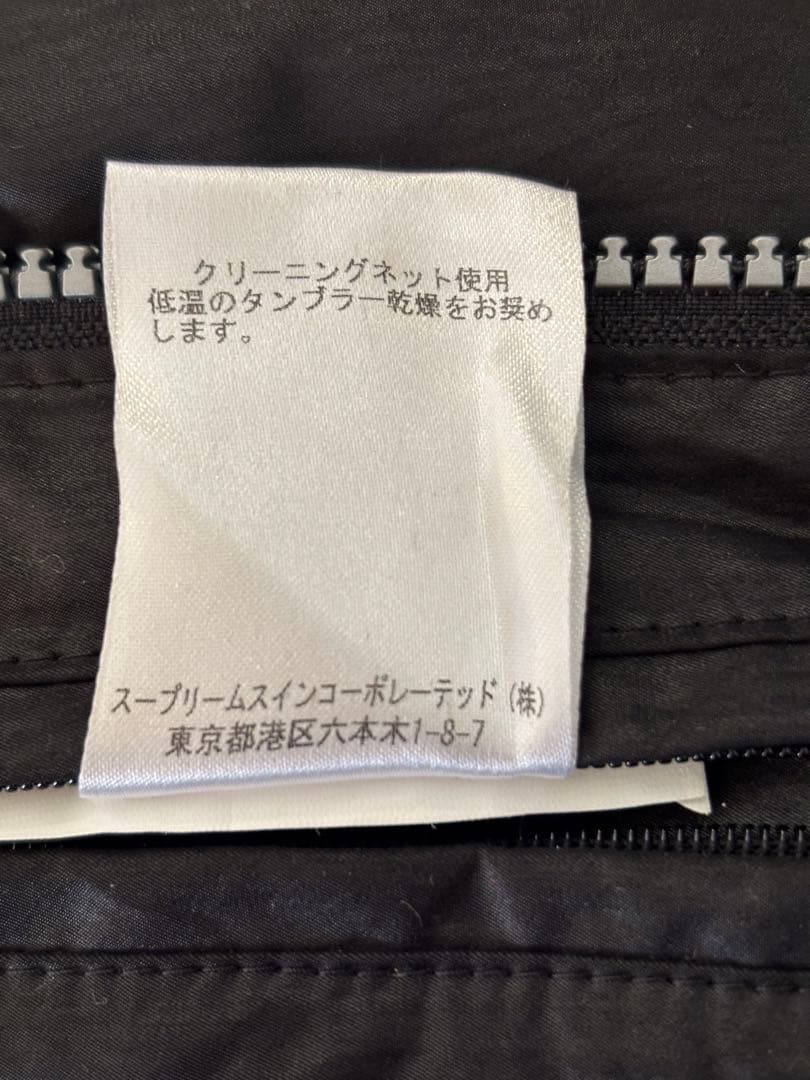 クリーニングネット使用
低温のタンブラー乾燥をお奨め
します。
スープリームスインコーポレーテッド（株）
東京都港区六本木1-8-7